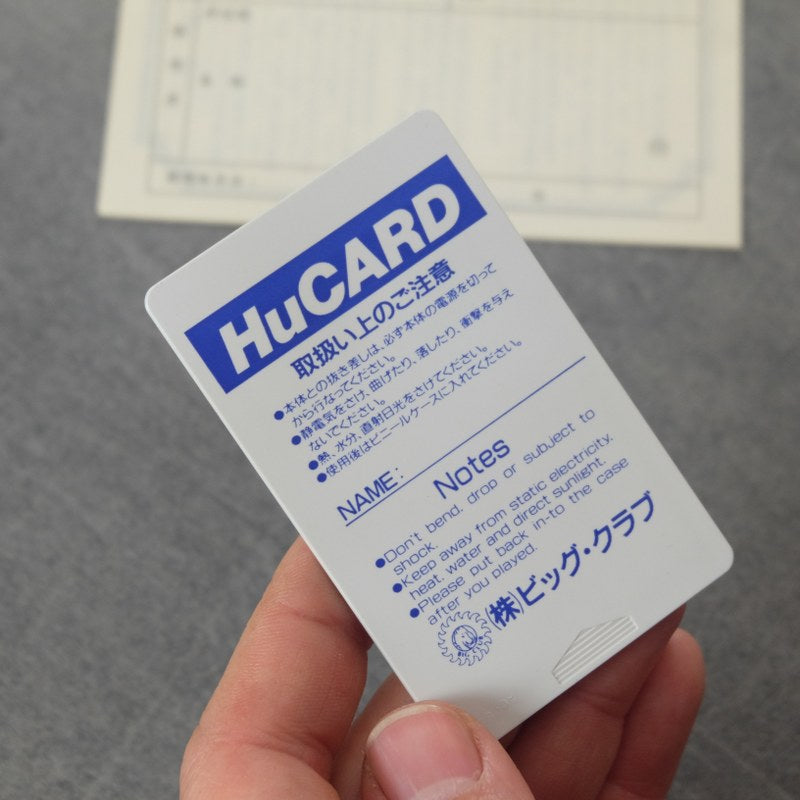 HuCARD
取扱い上のご注意
●本体との抜き差しは、必ず本体の電源を切って
から行なってください。
●静電気をさけ、曲げたり、落したり、衝撃を与え
ないでください。
●熱、水分、直射日光をさけてください。
●使用後はビニールケースに入れてください。
NAME:
Notes
●Don't bend, drop or subject to
shock.
●Keep away from static electricity,
heat, water and direct sunlight.
●Please put back in-to the case
after you played.
(株)ビッグ・クラブ